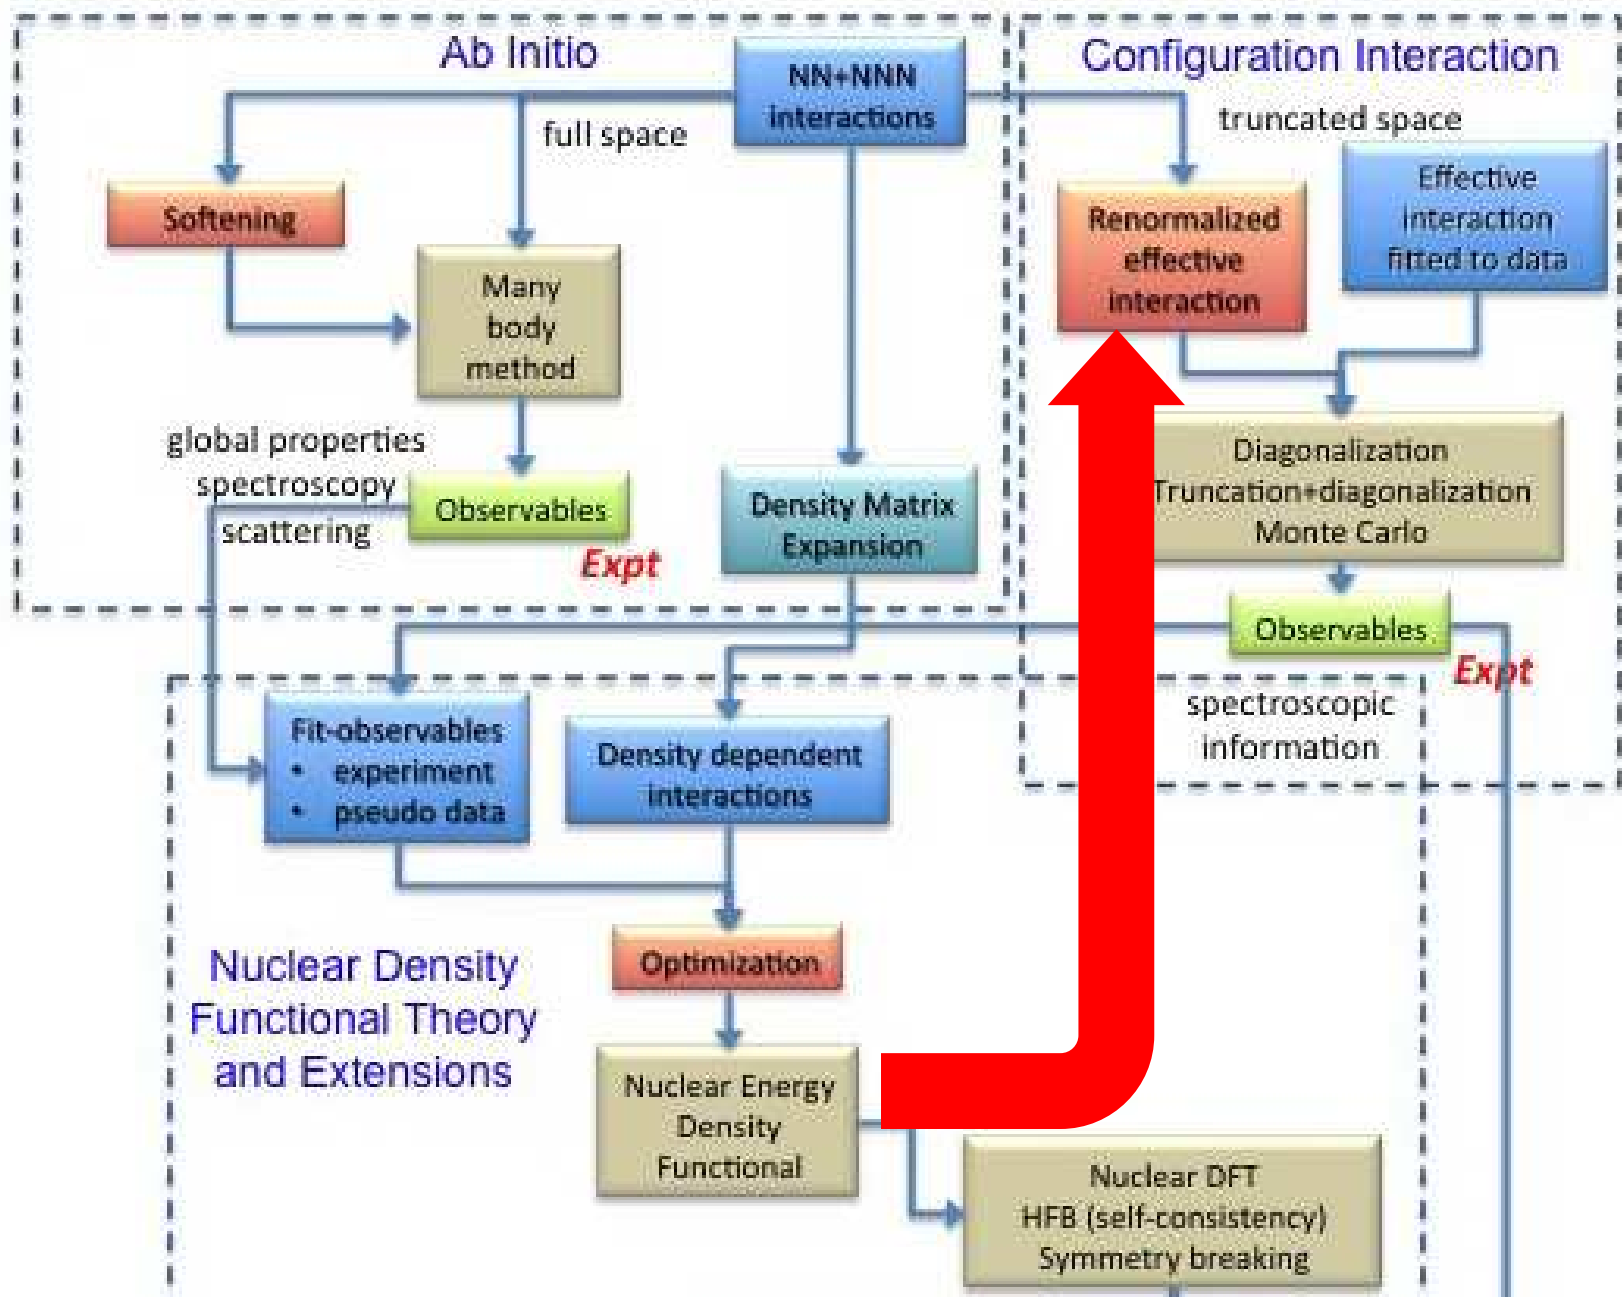 Ab Initio
NN+NNN
interactions
full space
Softening
Many
body
method
global properties
spectroscopy
scattering
Observables
Expt
Density Matrix
Expansion
Configuration Interaction
truncated space
Renormalized
effective
interaction
Effective
interaction
fitted to data
Diagonalization
Truncation+diagonalization
Monte Carlo
Observables
Expt
spectroscopic
information
Fit-observables
• experiment
• pseudo data
Density dependent
interactions
Optimization
Nuclear Density
Functional Theory
and Extensions
Nuclear Energy
Density
Functional
Nuclear DFT
HFB (self-consistency)
Symmetry breaking